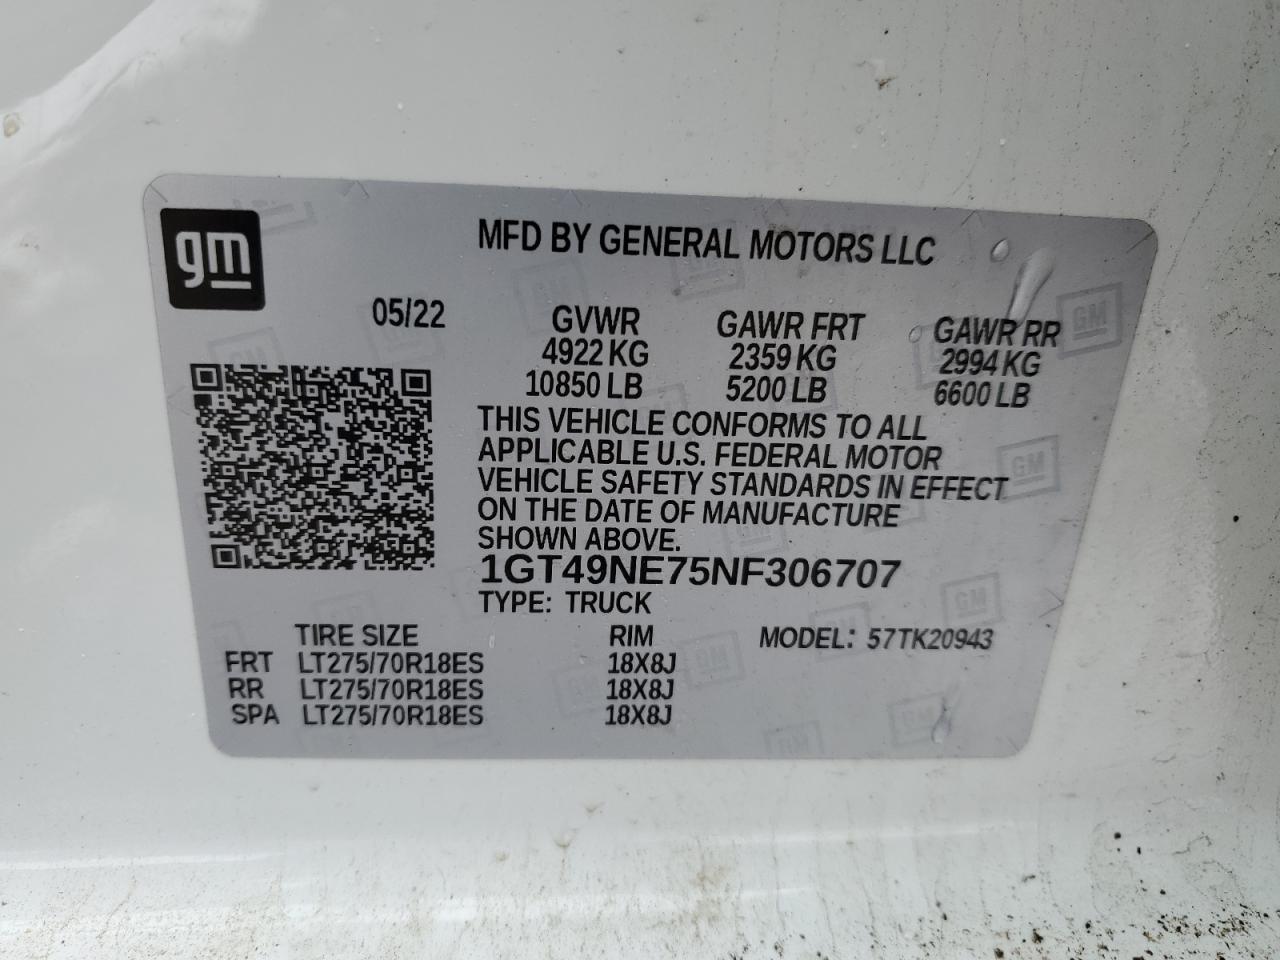 gm
MFD BY GENERAL MOTORS LLC
05/22
GVWR GAWR FRT GAWR RR
4922 KG 2359 KG 2994 KG
10850 LB 5200 LB 6600 LB
THIS VEHICLE CONFORMS TO ALL
APPLICABLE U.S. FEDERAL MOTOR
VEHICLE SAFETY STANDARDS IN EFFECT
ON THE DATE OF MANUFACTURE
SHOWN ABOVE.
1GT49NE75NF306707
TYPE: TRUCK
TIRE SIZE RIM MODEL: 57TK20943
FRT LT275/70R18ES 18X8J
RR LT275/70R18ES 18X8J
SPA LT275/70R18ES 18X8J